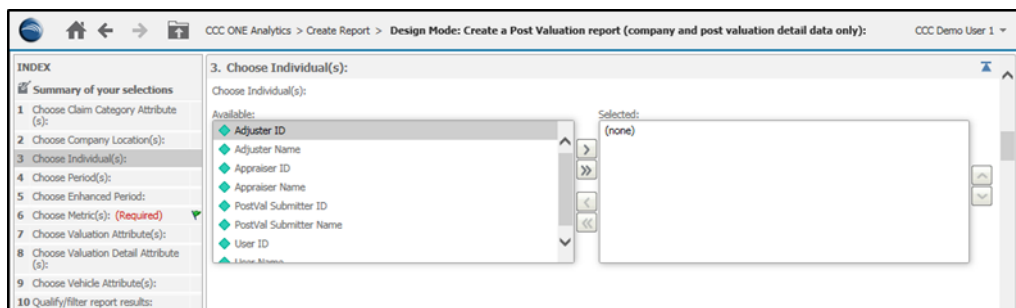 CCC ONE Analytics > Create Report > Design Mode: Create a Post Valuation report (company and post valuation detail data only):
CCC Demo User 1
INDEX
Summary of your selections
1 Choose Claim Category Attribute
(s):
2 Choose Company Location(s):
3 Choose Individual(s):
4 Choose Period(s):
5 Choose Enhanced Period:
6 Choose Metric(s): (Required)
7 Choose Valuation Attribute(s):
8 Choose Valuation Detail Attribute
(s):
9 Choose Vehicle Attribute(s):
10 Qualify/filter report results:
3. Choose Individual(s):
Choose Individual(s):
Available:
Adjuster ID
Adjuster Name
Appraiser ID
Appraiser Name
PostVal Submitter ID
PostVal Submitter Name
User ID
User Name
Selected:
(none)